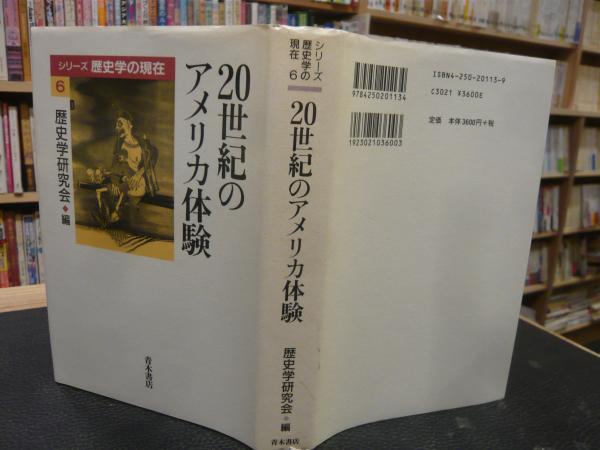 シリーズ 歴史学の現在
6
20世紀の
アメリカ体験
歴史学研究会◆編
青木書店
シリーズ
歴史学の
現在 6
20世紀のアメリカ体験
歴史学研究会◆編
青木書店
9784250201134
1923021036003
ISBN4-250-20113-9
C3021 ¥3600E
定価 本体3600円+税